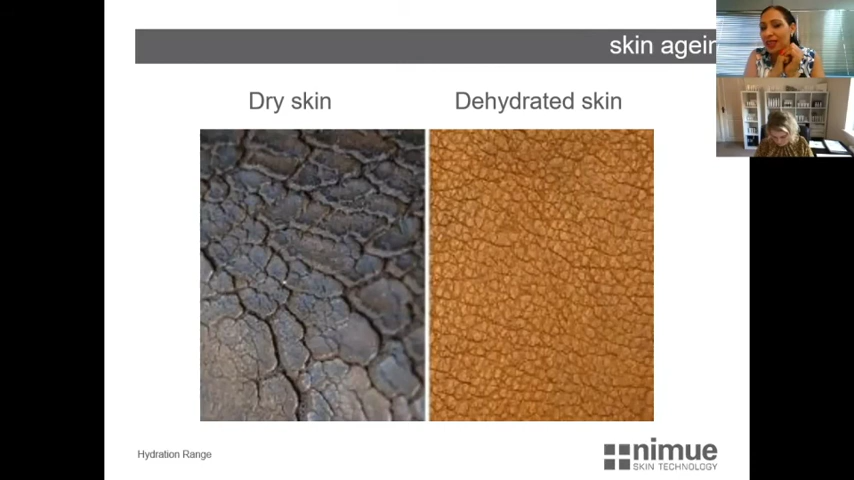 skin agein
Dry skin
Dehydrated skin
Hydration Range
nimue
SKIN TECHNOLOGY